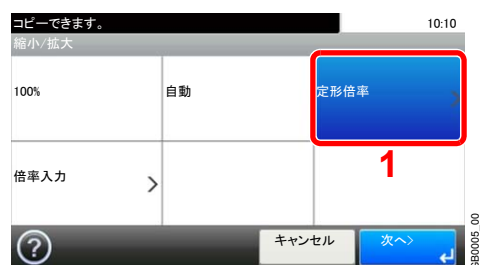 コピーできます。 10:10
縮小/拡大
100% 自動 定形倍率
1
倍率入力
? キャンセル 次へ>
GB0005_00